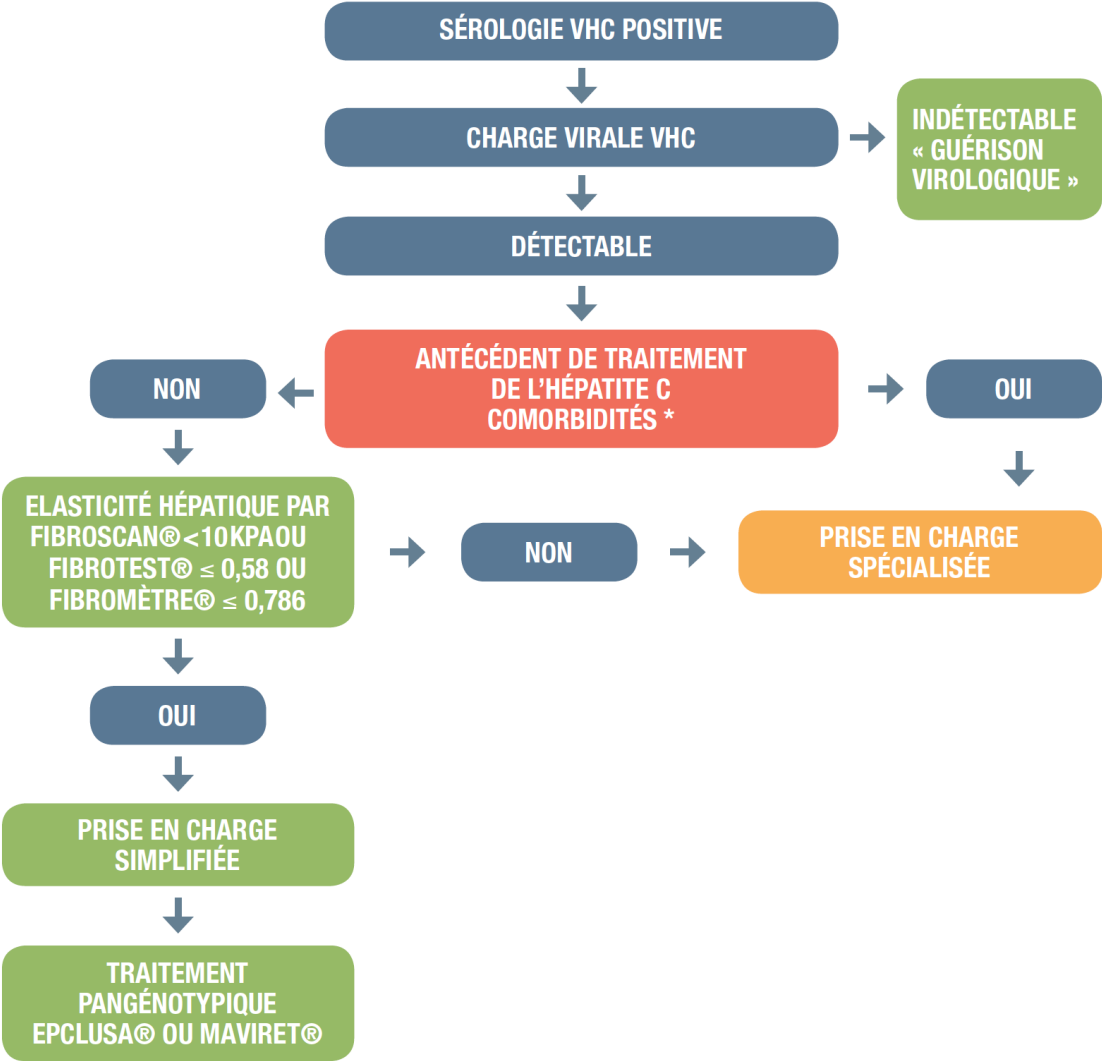 SÉROLOGIE VHC POSITIVE
CHARGE VIRALE VHC
INDÉTECTABLE
« GUÉRISON
VIROLOGIQUE »
DÉTECTABLE
ANTÉCÉDENT DE TRAITEMENT
DE L’HÉPATITE C
COMORBIDITÉS *
NON
OUI
ELASTICITÉ HÉPATIQUE PAR
FIBROSCAN®<10KPAOU
FIBROTEST® ≤ 0,58 OU
FIBROMÈTRE® ≤ 0,786
NON
PRISE EN CHARGE
SPÉCIALISÉE
OUI
PRISE EN CHARGE
SIMPLIFIÉE
TRAITEMENT
PANGÉNOTYPIQUE
EPCLUSA® OU MAVIRET®